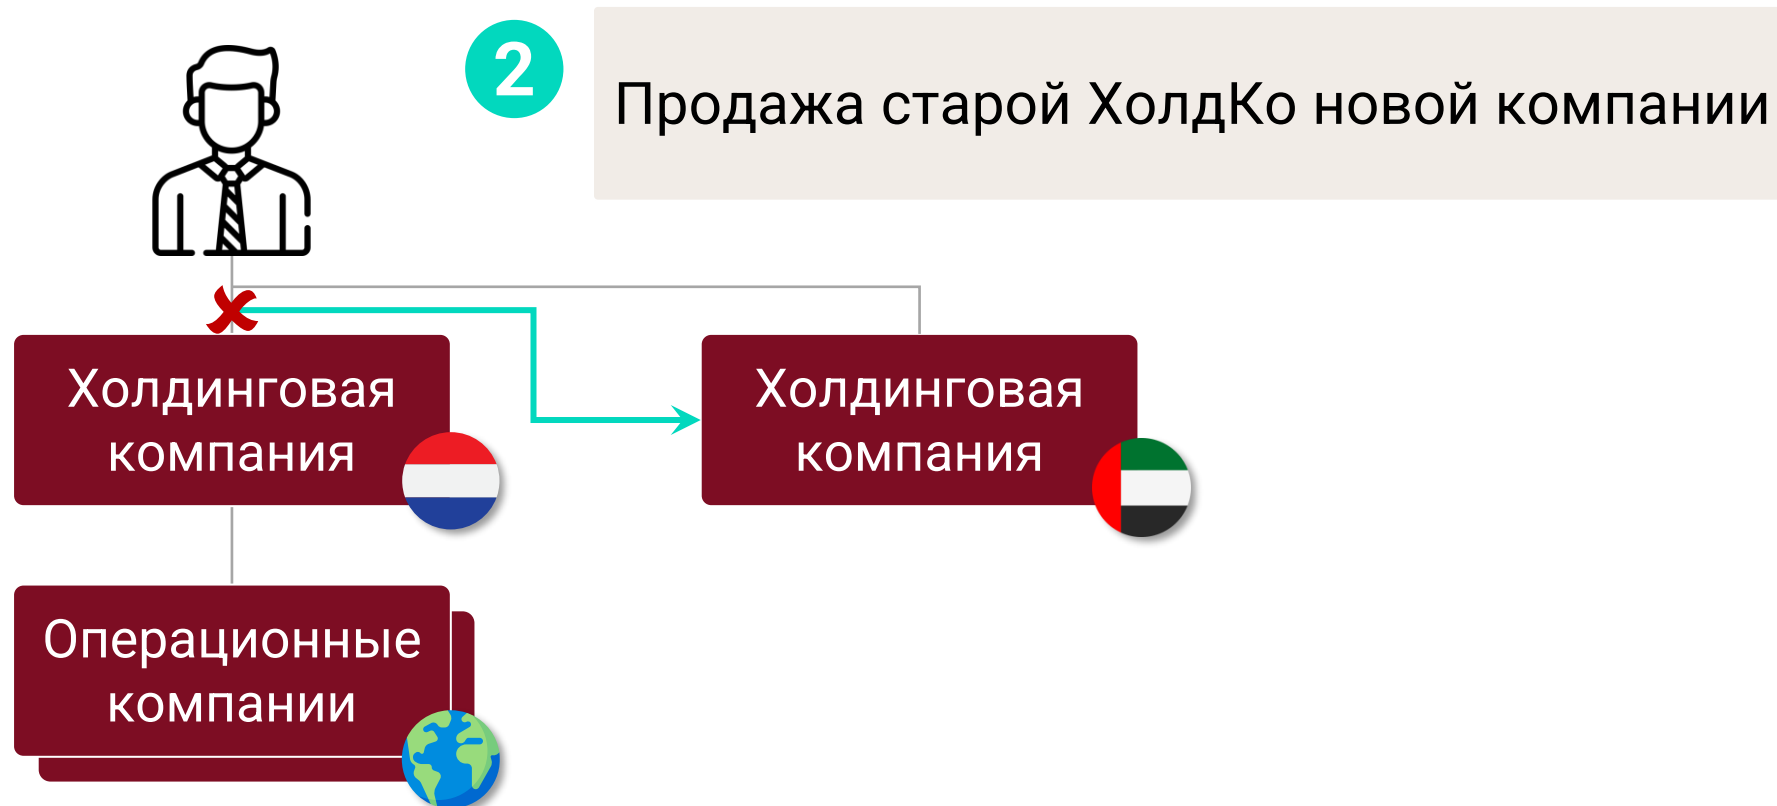 2
Продажа старой ХолдКо новой компании
Холдинговая
компания
Холдинговая
компания
Операционные
компании